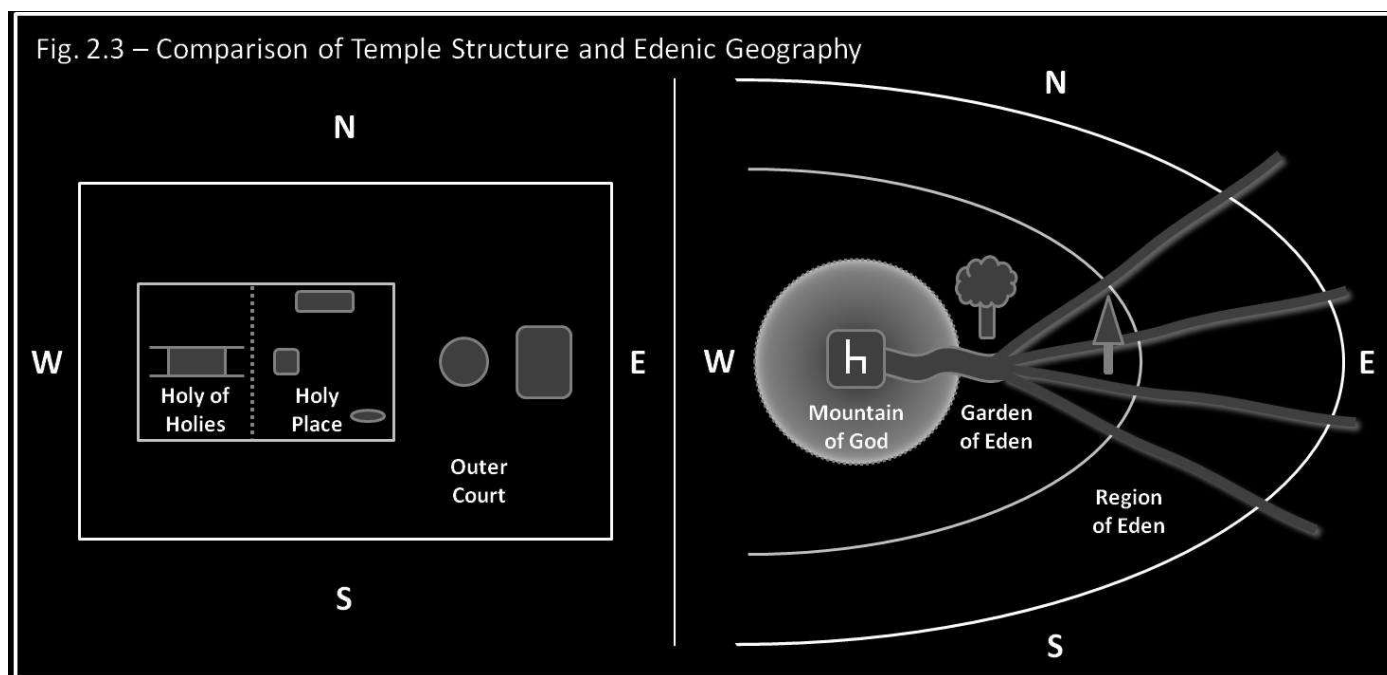 Fig. 2.3 – Comparison of Temple Structure and Edenic Geography
N
W
Holy of
Holies
Holy
Place
Outer
Court
E
S
N
W
Mountain
of God
Garden
of Eden
Region
of Eden
E
S